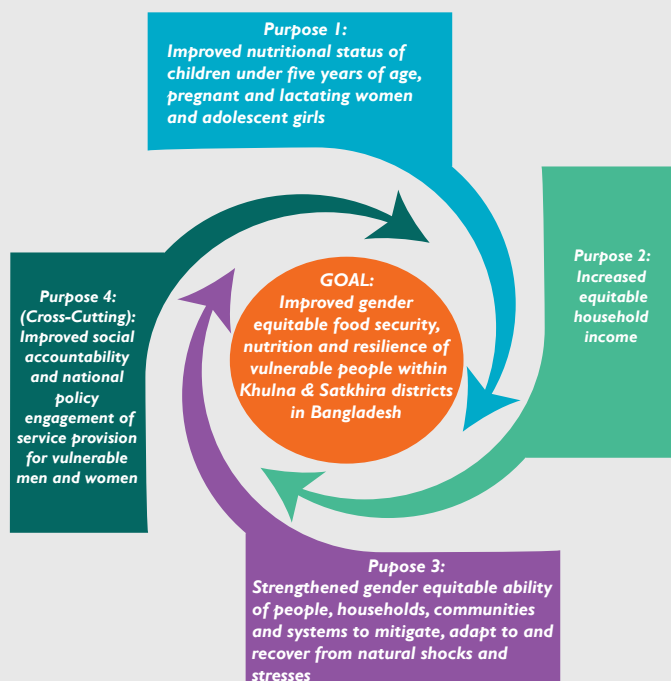 Purpose 1:
Improved nutritional status of
children under five years of age,
pregnant and lactating women
and adolescent girls
Purpose 2:
Increased
equitable
household
income
GOAL:
Improved gender
equitable food security,
nutrition and resilience of
vulnerable people within
Khulna & Satkhira districts
in Bangladesh
Purpose 4:
(Cross-Cutting):
Improved social
accountability
and national
policy
engagement of
service provision
for vulnerable
men and women
Pupose 3:
Strengthened gender equitable ability
of people, households, communities
and systems to mitigate, adapt to and
recover from natural shocks and
stresses